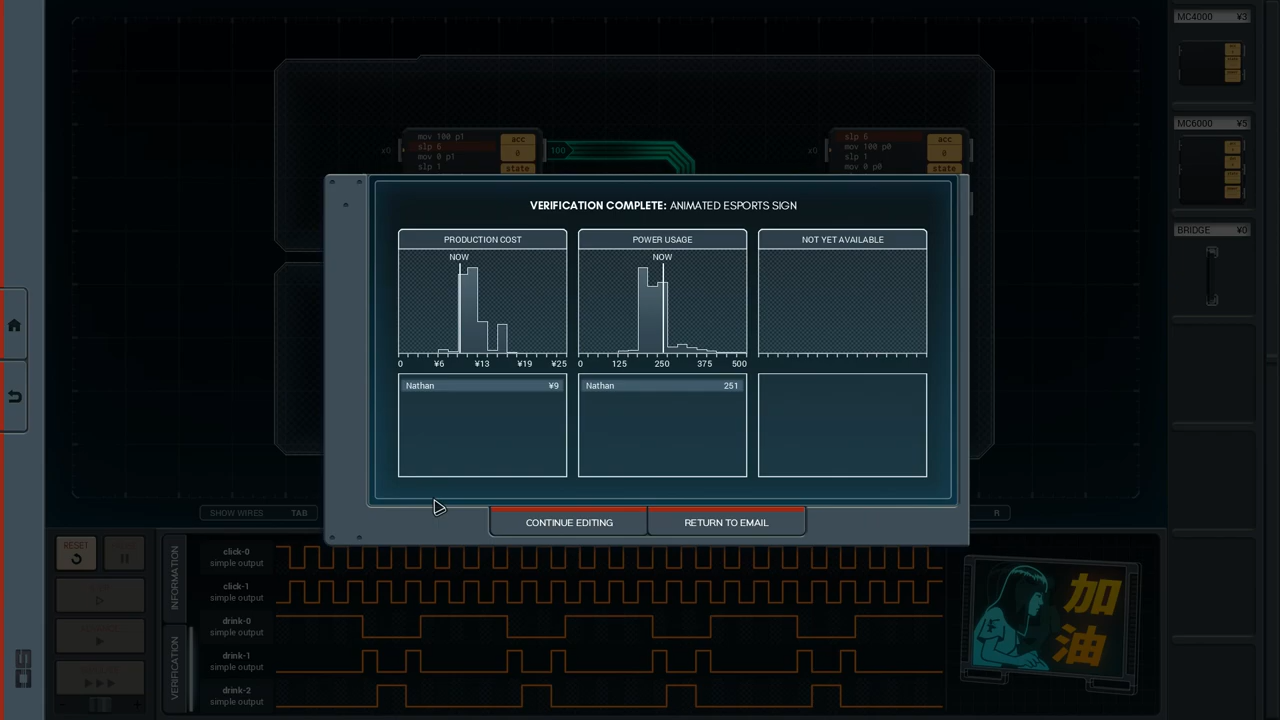 MC4000 ¥3
mov 100 p1
slp 6
mov 0 p1
slp 1
x0
acc
0
state
100
x0
slp 6
mov 100 p0
slp 1
mov 0 p0
acc
0
state
MC6000 ¥5
BRIDGE ¥0
VERIFICATION COMPLETE: ANIMATED ESPORTS SIGN
PRODUCTION COST
NOW
0 ¥6 ¥13 ¥19 ¥25
POWER USAGE
NOW
0 125 250 375 500
NOT YET AVAILABLE
Nathan ¥9
Nathan 251
CONTINUE EDITING
RETURN TO EMAIL
SHOW WIRES TAB
R
RESET
INFORMATION
VERIFICATION
click-0
simple output
click-1
simple output
drink-0
simple output
drink-1
simple output
drink-2
simple output
加
油